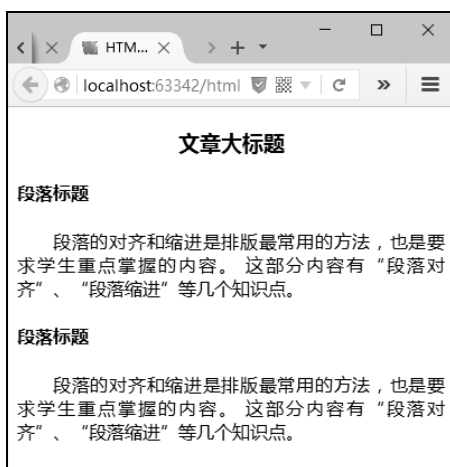 HTM...
localhost:63342/html
文章大标题
段落标题
段落的对齐和缩进是排版最常用的方法，也是要
求学生重点掌握的内容。 这部分内容有“段落对
齐”、“段落缩进”等几个知识点。
段落标题
段落的对齐和缩进是排版最常用的方法，也是要
求学生重点掌握的内容。 这部分内容有“段落对
齐”、“段落缩进”等几个知识点。